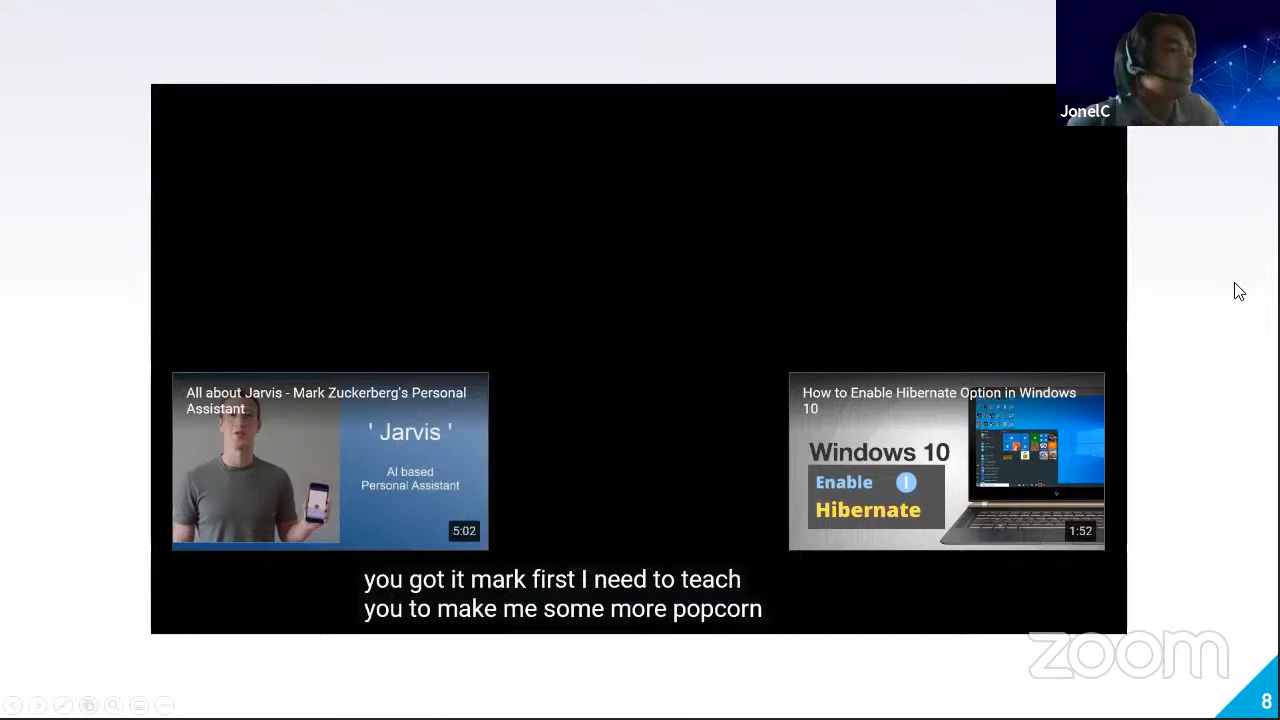 JonelC
All about Jarvis - Mark Zuckerberg's Personal
Assistant
' Jarvis '
AI based
Personal Assistant
5:02
How to Enable Hibernate Option in Windows
10
Windows 10
Enable
Hibernate
1:52
you got it mark first I need to teach
you to make me some more popcorn
zoom
8